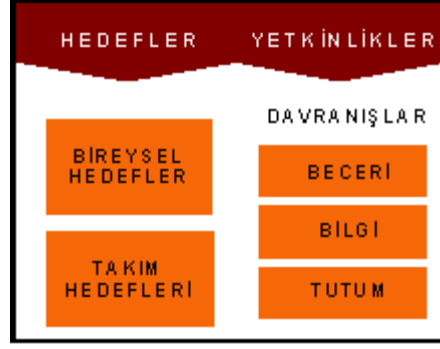 HEDEFLER
YETKİNLİKLER
BİREYSEL
HEDEFLER
TAKIM
HEDEFLERİ
DAVRANIŞLAR
BECERİ
BİLGİ
TUTUM